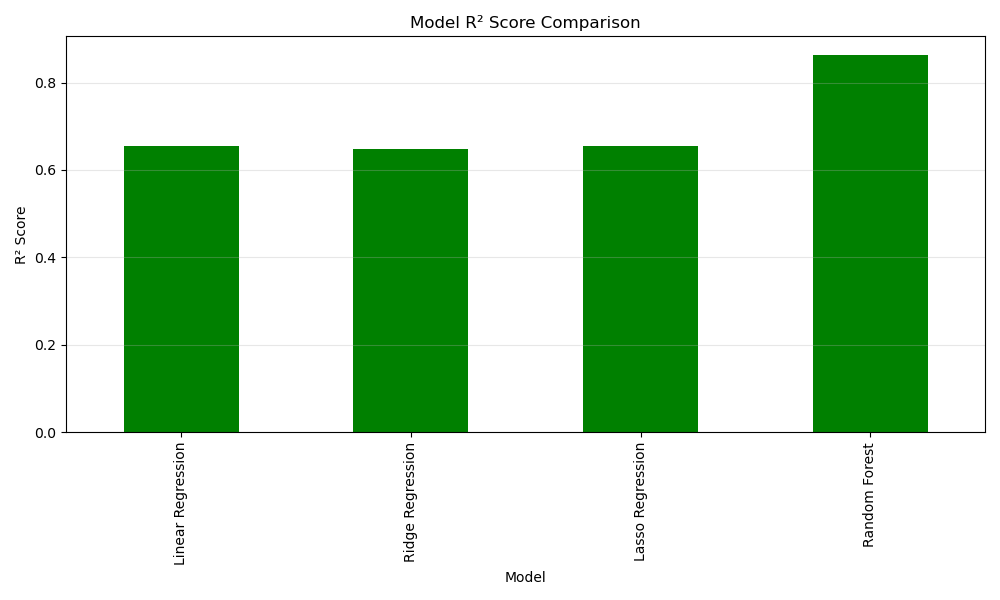 Model R² Score Comparison
R² Score
0.8
0.6
0.4
0.2
0.0
Linear Regression
Ridge Regression
Lasso Regression
Random Forest
Model